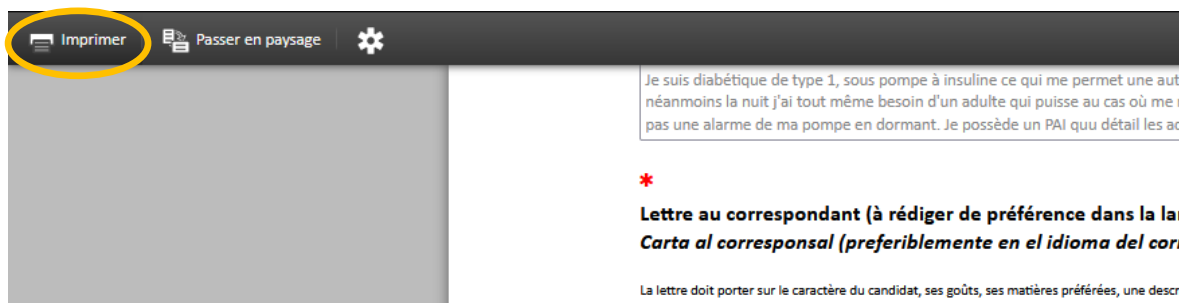 Imprimer Passer en paysage
Je suis diabétique de type 1, sous pompe à insuline ce qui me permet une aut
néanmoins la nuit j'ai tout même besoin d'un adulte qui puisse au cas où me
pas une alarme de ma pompe en dormant. Je possède un PAI quu détail les
*
Lettre au correspondant (à rédiger de préférence dans la
Carta al corresponsal (preferiblemente en el idioma del
La lettre doit porter sur le caractère du candidat, ses goûts, ses matières préférées, une